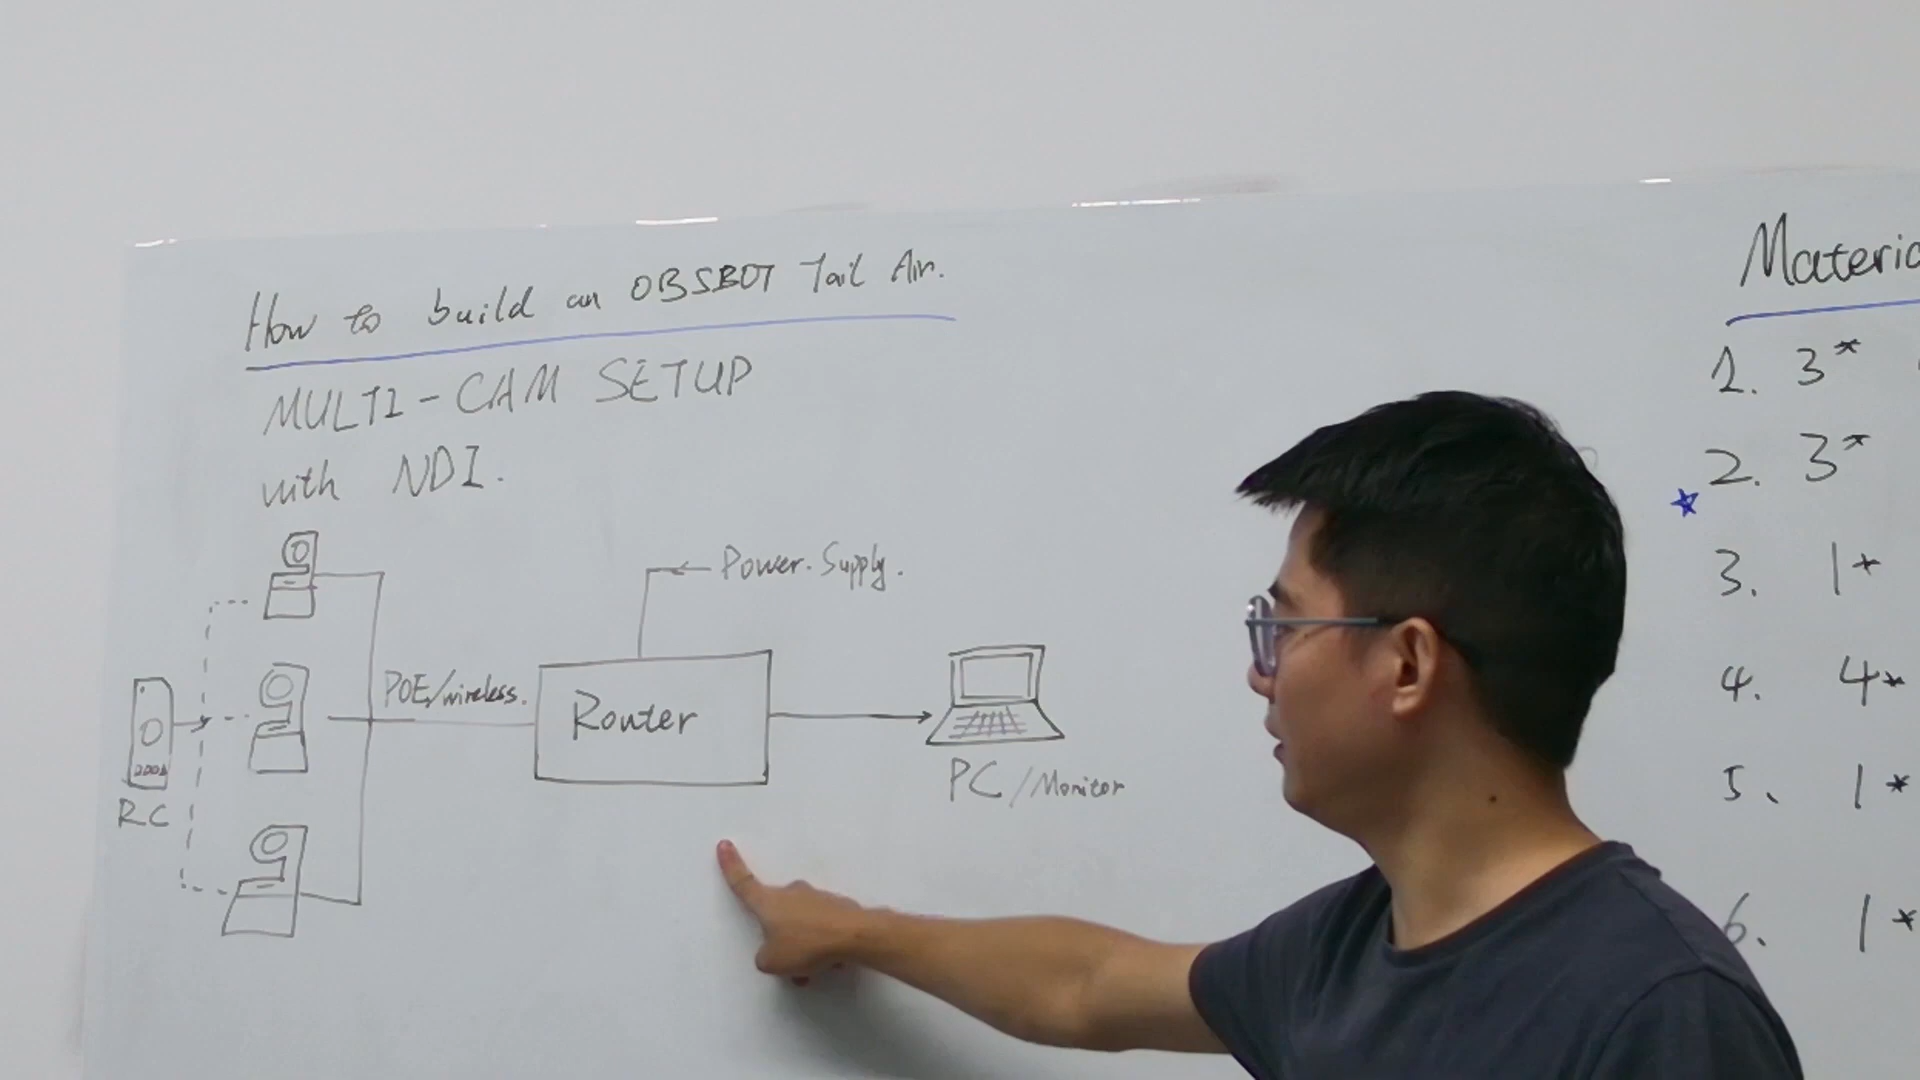 How to build an OBSBOT Tail Air.
MULTI-CAM SETUP
with NDI.
Power Supply.
POE/wireless.
Router
RC
PC/Monitor
1. 3*
2. 3*
3. 1*
4. 4*
5. 1*
6. 1*